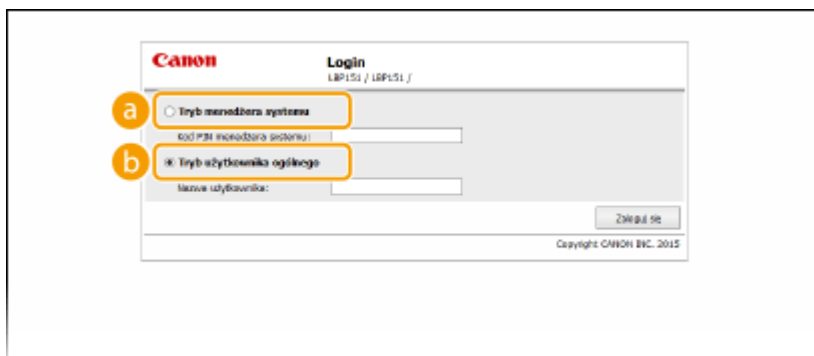 Canon
Login
LBP151 / LBP151 /
a
Tryb menedżera systemu
Kod PIN menedżera systemu:
b
Tryb użytkownika ogólnego
Nazwa użytkownika:
Zaloguj się
Copyright CANON INC. 2015